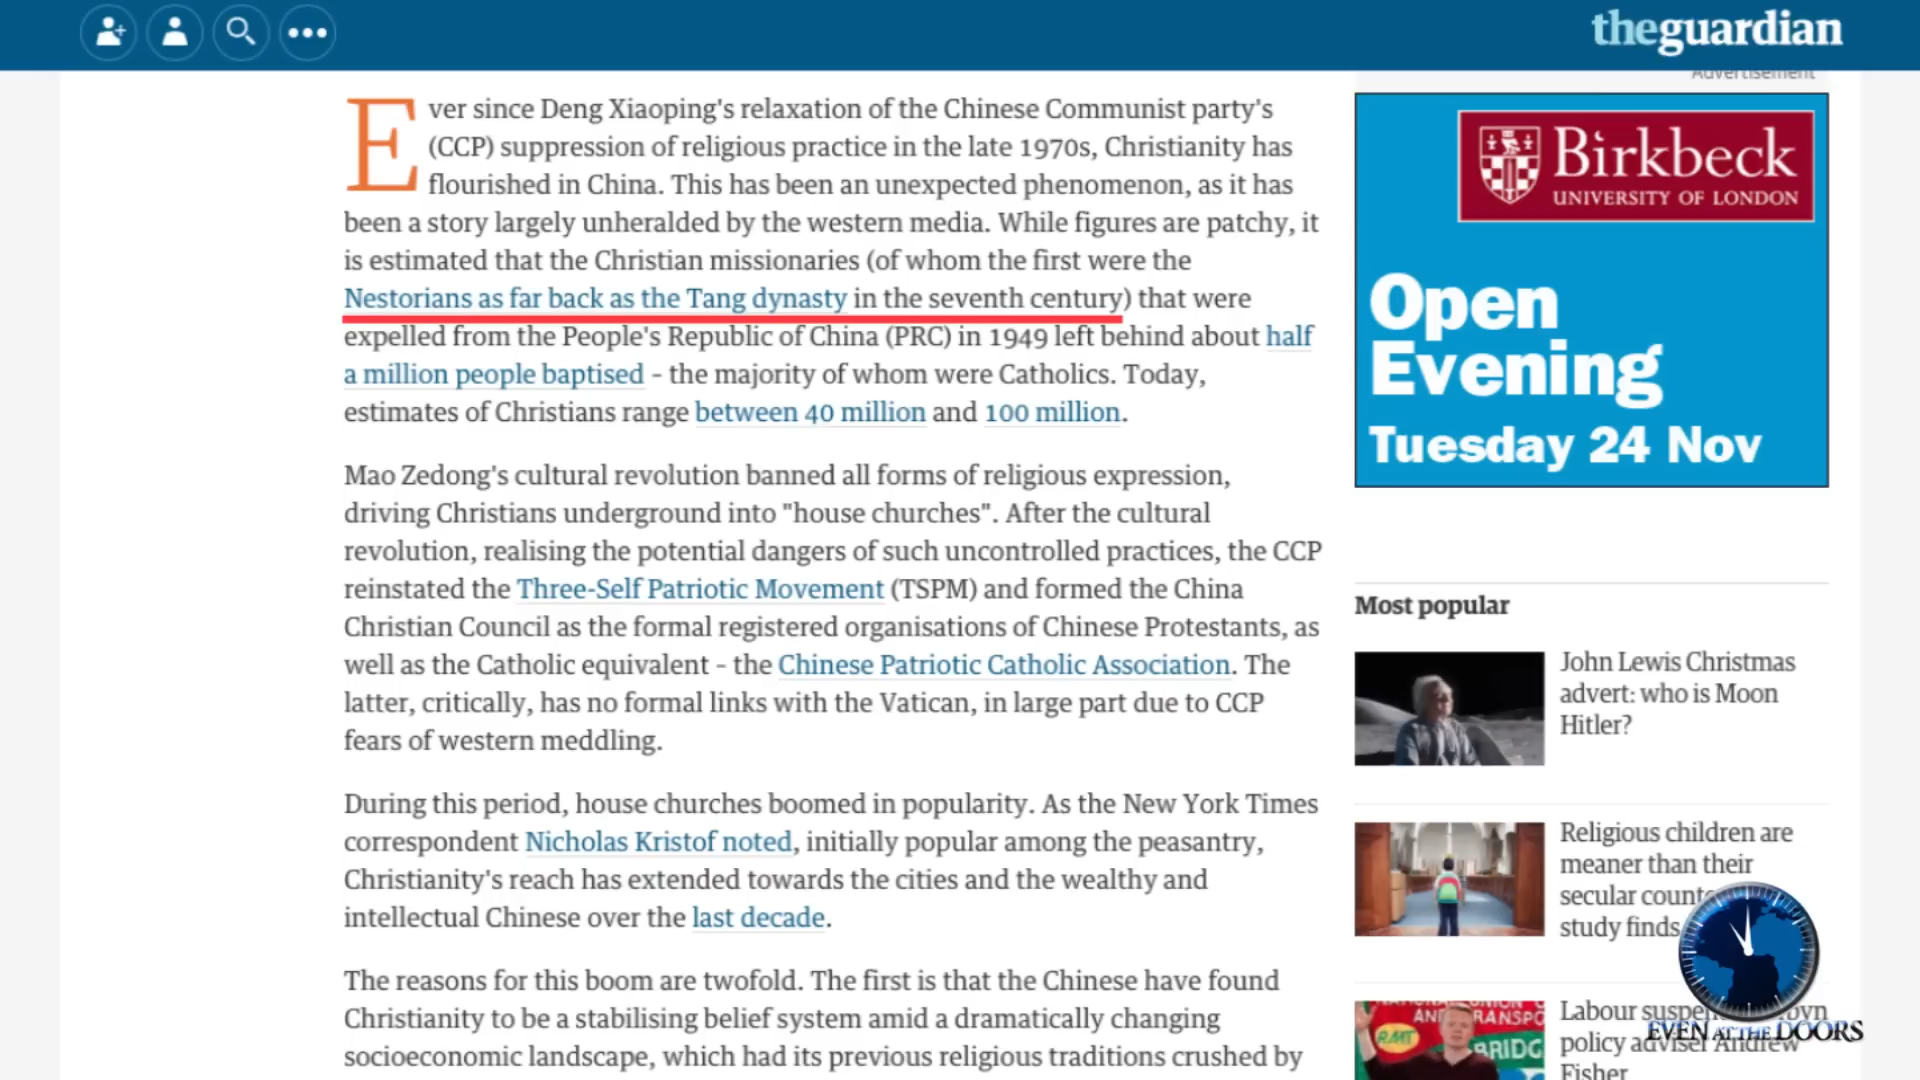 theguardian
Advertisement
Ever since Deng Xiaoping's relaxation of the Chinese Communist party's
(CCP) suppression of religious practice in the late 1970s, Christianity has
flourished in China. This has been an unexpected phenomenon, as it has
been a story largely unheralded by the western media. While figures are patchy, it
is estimated that the Christian missionaries (of whom the first were the
Nestorians as far back as the Tang dynasty in the seventh century) that were
expelled from the People's Republic of China (PRC) in 1949 left behind about half
a million people baptised – the majority of whom were Catholics. Today,
estimates of Christians range between 40 million and 100 million.
Mao Zedong's cultural revolution banned all forms of religious expression,
driving Christians underground into "house churches". After the cultural
revolution, realising the potential dangers of such uncontrolled practices, the CCP
reinstated the Three-Self Patriotic Movement (TSPM) and formed the China
Christian Council as the formal registered organisations of Chinese Protestants, as
well as the Catholic equivalent – the Chinese Patriotic Catholic Association. The
latter, critically, has no formal links with the Vatican, in large part due to CCP
fears of western meddling.
During this period, house churches boomed in popularity. As the New York Times
correspondent Nicholas Kristof noted, initially popular among the peasantry,
Christianity's reach has extended towards the cities and the wealthy and
intellectual Chinese over the last decade.
The reasons for this boom are twofold. The first is that the Chinese have found
Christianity to be a stabilising belief system amid a dramatically changing
socioeconomic landscape, which had its previous religious traditions crushed by
Birkbeck
UNIVERSITY OF LONDON
Open
Evening
Tuesday 24 Nov
Most popular
John Lewis Christmas
advert: who is Moon
Hitler?
Religious children are
meaner than their
secular
study finds
Labour
policy adviser Andrew
Fisher
RMT
EVEN AT THE DOORS